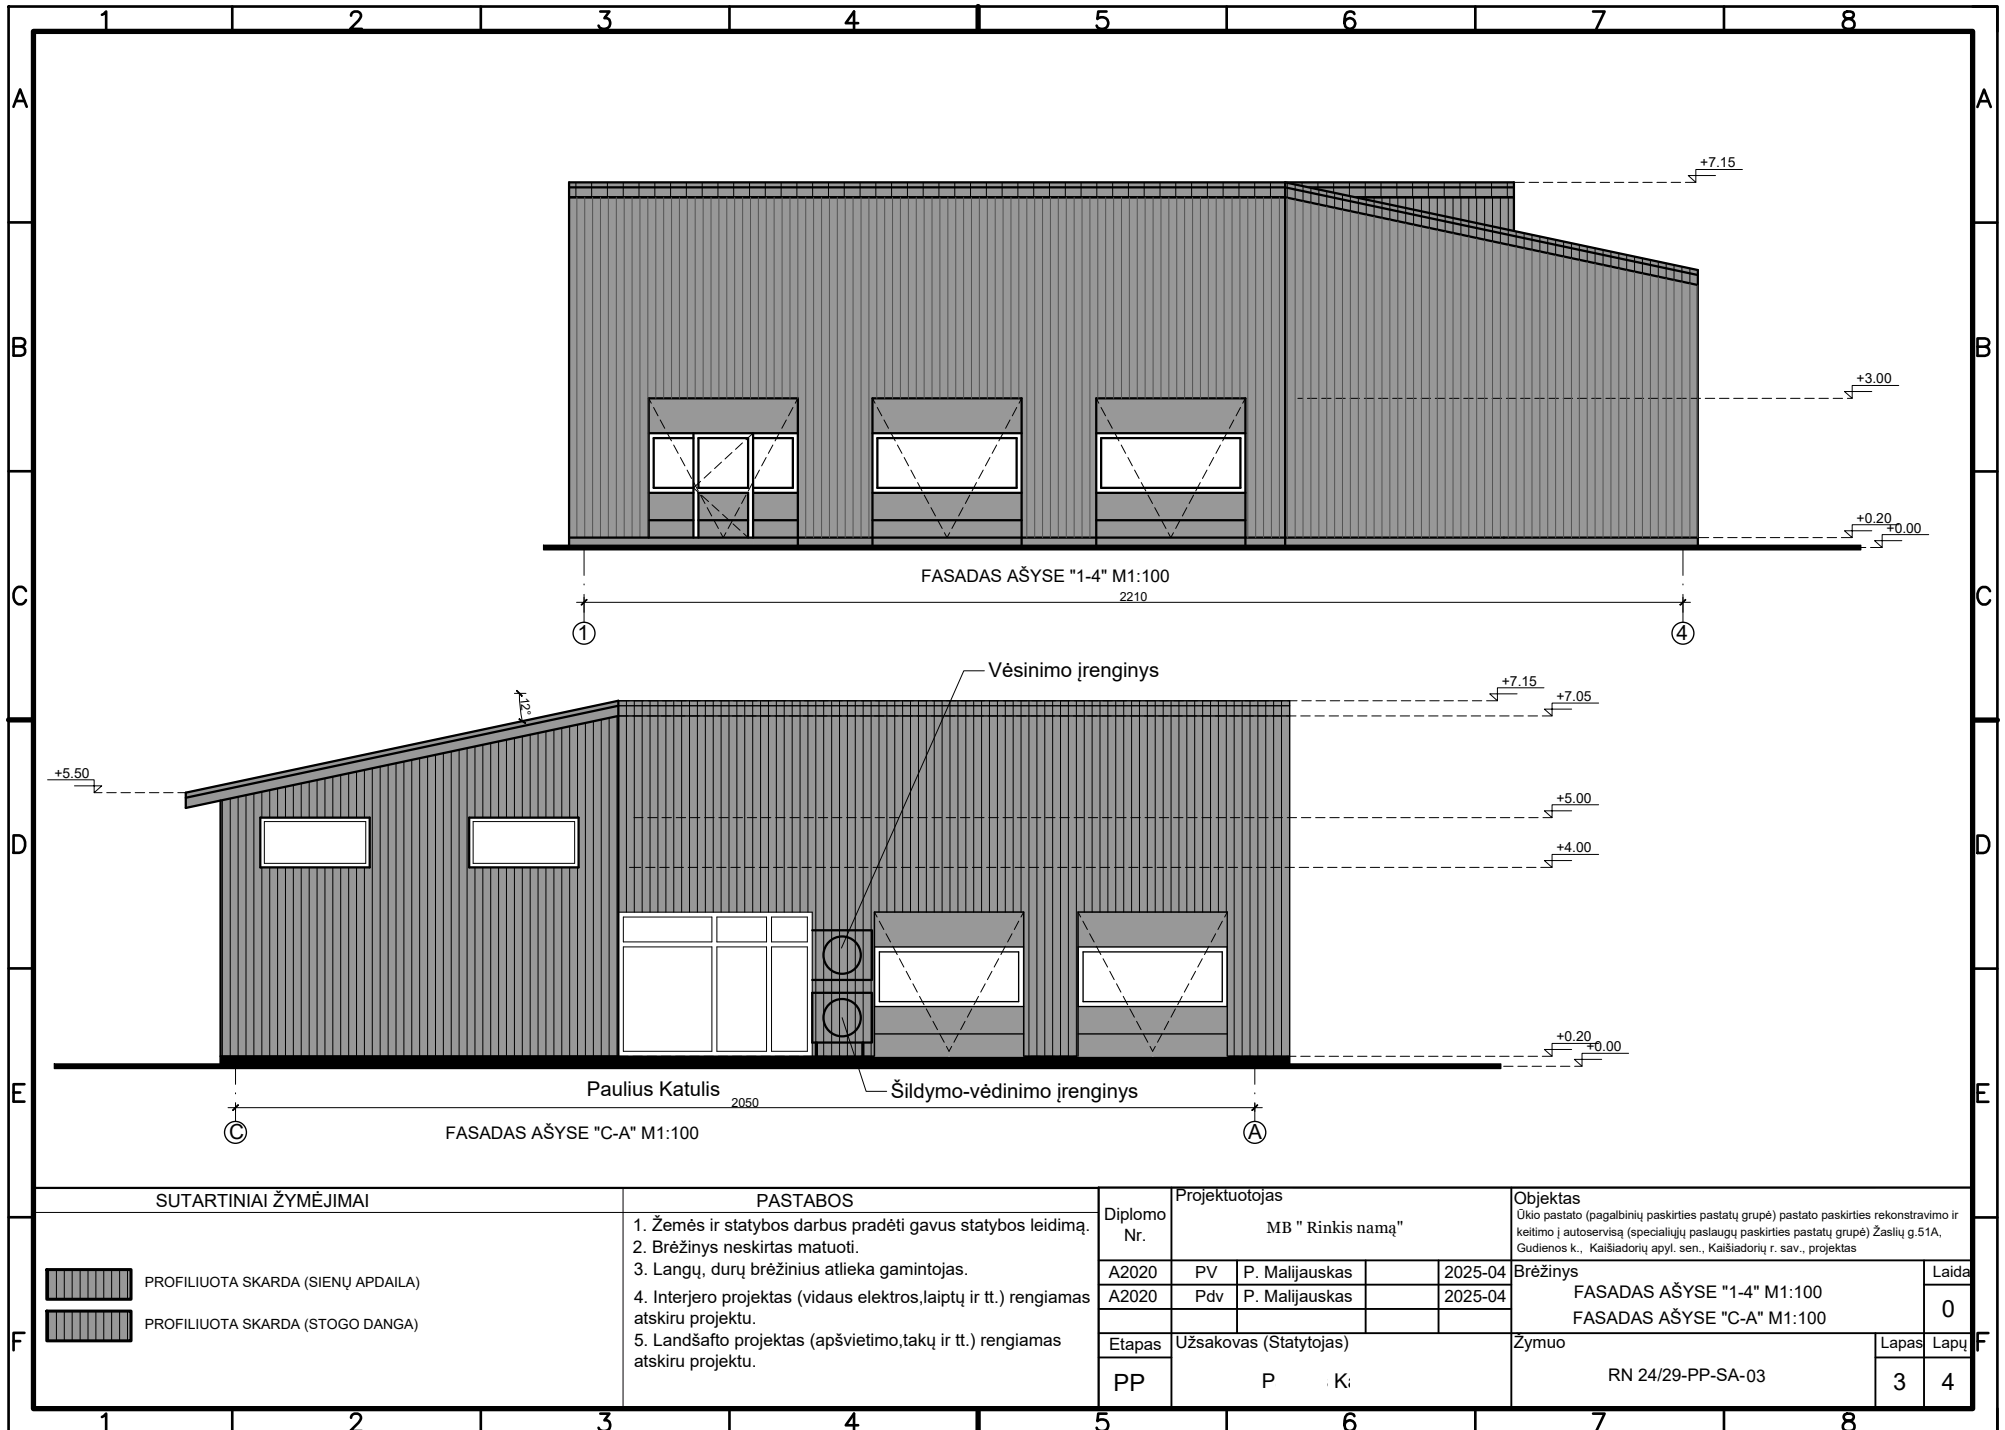 1 2 3 4 5 6 7 8
A A
B B
C C
D D
E E
F F
+7.15
+3.00
+0.20
+0.00
FASADAS AŠYSE "1-4" M1:100
2210
1 4
Vėsinimo įrenginys
12°
+7.15
+7.05
+5.50
+5.00
+4.00
+0.20
+0.00
Paulius Katulis
Šildymo-vėdinimo įrenginys
2050
C A
FASADAS AŠYSE "C-A" M1:100
SUTARTINIAI ŽYMĖJIMAI
PROFILIUOTA SKARDA (SIENŲ APDAILA)
PROFILIUOTA SKARDA (STOGO DANGA)
PASTABOS
1. Žemės ir statybos darbus pradėti gavus statybos leidimą.
2. Brėžinys neskirtas matuoti.
3. Langų, durų brėžinius atlieka gamintojas.
4. Interjero projektas (vidaus elektros,laiptų ir tt.) rengiamas
atskiru projektu.
5. Landšafto projektas (apšvietimo,takų ir tt.) rengiamas
atskiru projektu.
Diplomo
Nr.
Projektuotojas
MB " Rinkis namą"
Objektas
Ūkio pastato (pagalbinių paskirties pastatų grupė) pastato paskirties rekonstravimo ir
keitimo į autoservisą (specialiųjų paslaugų paskirties pastatų grupė) Žaslių g.51A,
Gudienos k., Kaišiadorių apyl. sen., Kaišiadorių r. sav., projektas
A2020 PV P. Malijauskas 2025-04
A2020 Pdv P. Malijauskas 2025-04
Brėžinys
FASADAS AŠYSE "1-4" M1:100
FASADAS AŠYSE "C-A" M1:100
Laida
0
Etapas
PP
Užsakovas (Statytojas)
P
Žymuo
RN 24/29-PP-SA-03
Lapas Lapų
3 4
1 2 3 4 5 6 7 8